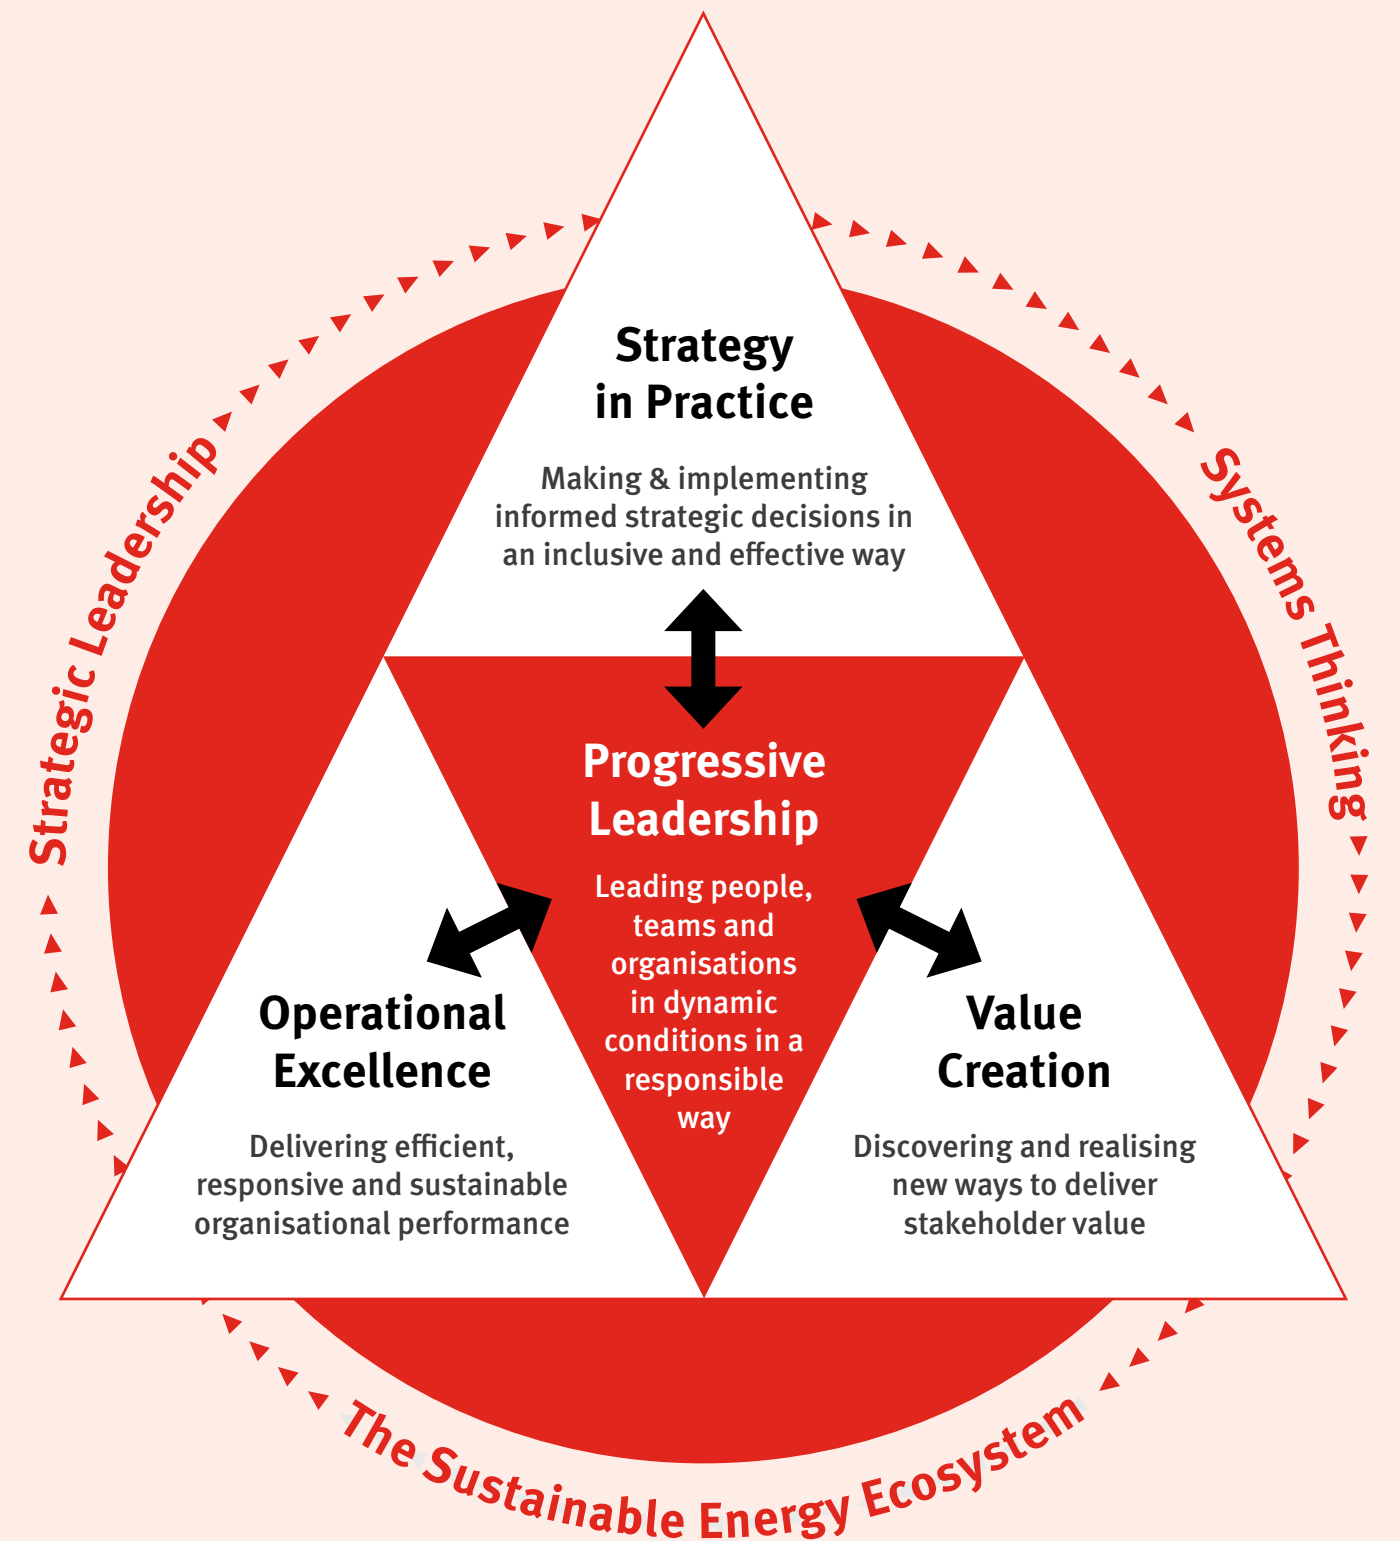 Strategy
in Practice
Making & implementing
informed strategic decisions in
an inclusive and effective way
Strategic Leadership
Systems Thinking
Progressive
Leadership
Leading people,
teams and
organisations
in dynamic
conditions in a
responsible
way
Operational
Excellence
Delivering efficient,
responsive and sustainable
organisational performance
Value
Creation
Discovering and realising
new ways to deliver
stakeholder value
The Sustainable Energy Ecosystem